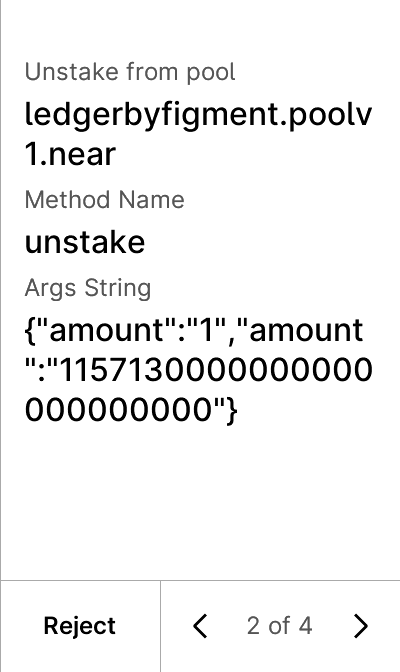 Unstake from pool
ledgerbyfigment.poolv
1.near
Method Name
unstake
Args String
{"amount":"1","amount
":"1157130000000000
000000000"}
Reject
2 of 4